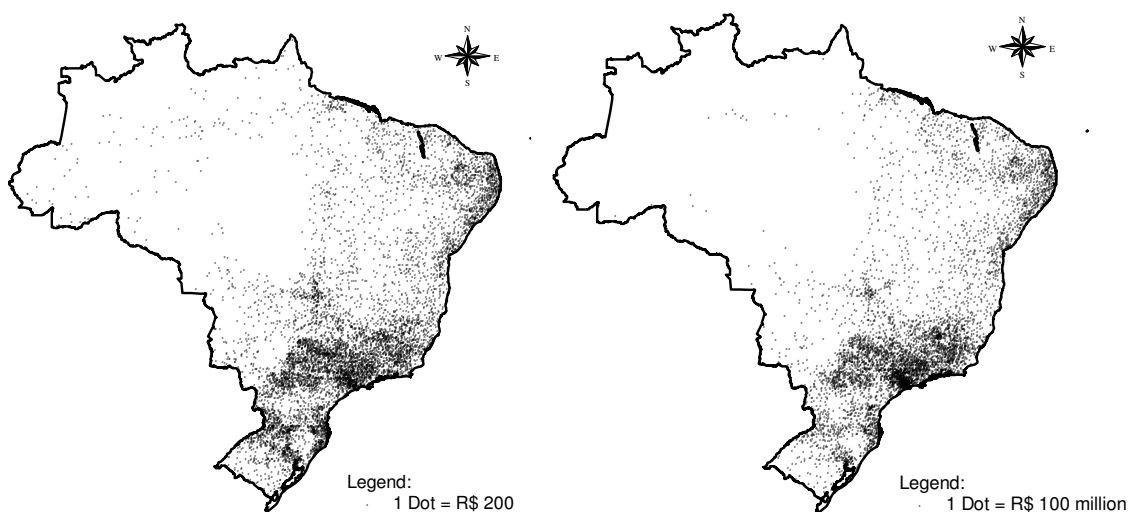 N
W E
S
N
W E
S
Legend:
1 Dot = R$ 200
Legend:
1 Dot = R$ 100 million